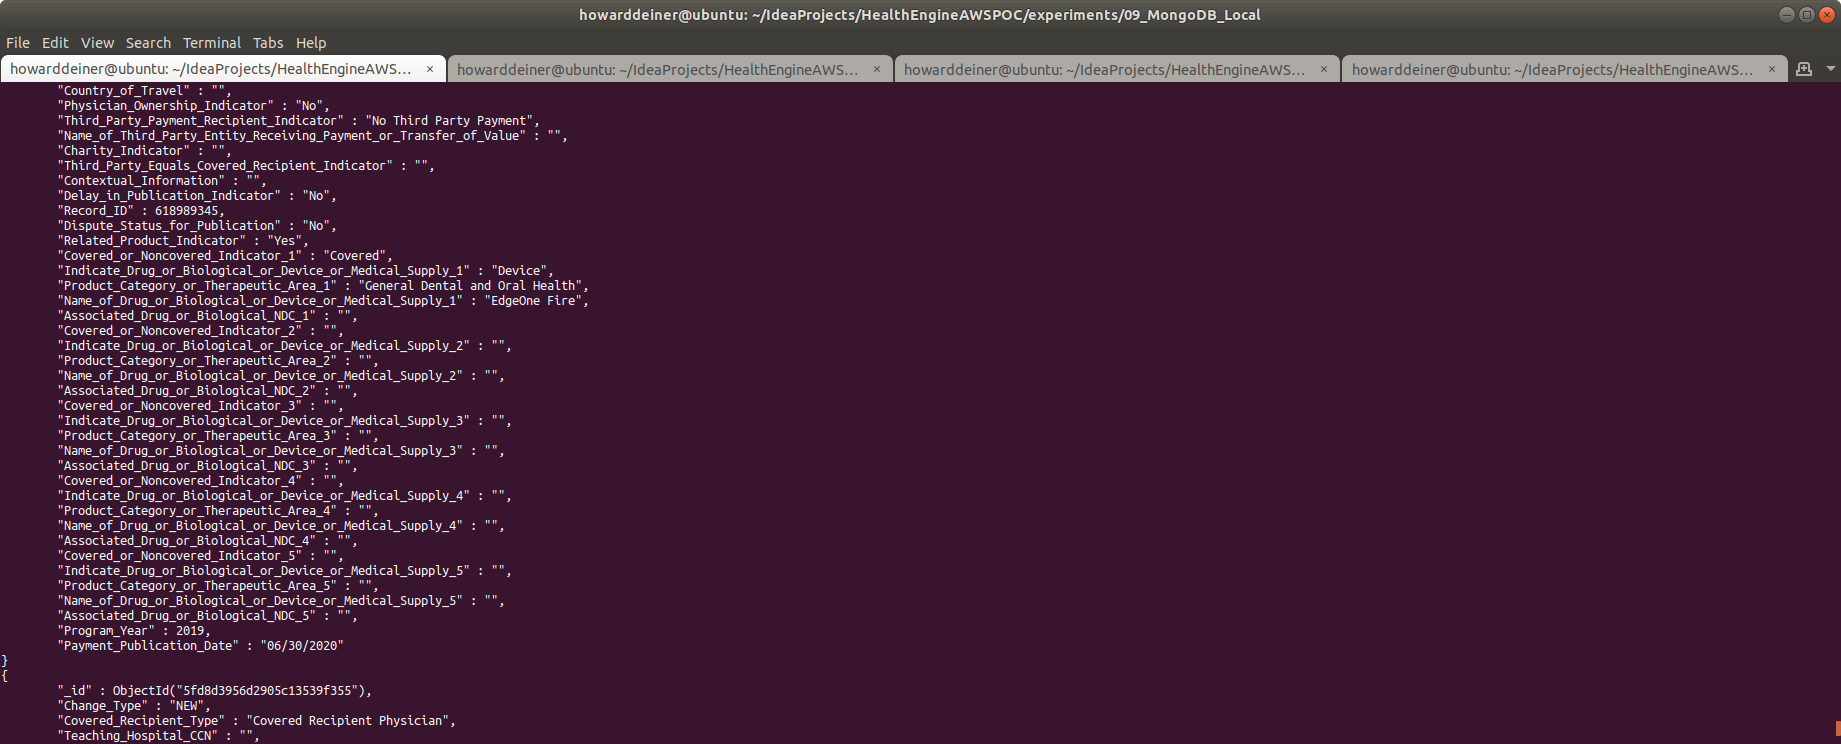 howarddeiner@ubuntu: ~/IdeaProjects/HealthEngineAWSPOC/experiments/09_MongoDB_Local
File Edit View Search Terminal Tabs Help
howarddeiner@ubuntu: ~/IdeaProjects/HealthEngineAWS... × howarddeiner@ubuntu: ~/IdeaProjects/HealthEngineAWS... × howarddeiner@ubuntu: ~/IdeaProjects/HealthEngineAWS... × howarddeiner@ubuntu: ~/IdeaProjects/HealthEngineAWS... ×
"Country_of_Travel" : "",
"Physician_Ownership_Indicator" : "No",
"Third_Party_Payment_Recipient_Indicator" : "No Third Party Payment",
"Name_of_Third_Party_Entity_Receiving_Payment_or_Transfer_of_Value" : "",
"Charity_Indicator" : "",
"Third_Party_Equals_Covered_Recipient_Indicator" : "",
"Contextual_Information" : "",
"Delay_in_Publication_Indicator" : "No",
"Record_ID" : 618989345,
"Dispute_Status_for_Publication" : "No",
"Related_Product_Indicator" : "Yes",
"Covered_or_Noncovered_Indicator_1" : "Covered",
"Indicate_Drug_or_Biological_or_Device_or_Medical_Supply_1" : "Device",
"Product_Category_or_Therapeutic_Area_1" : "General Dental and Oral Health",
"Name_of_Drug_or_Biological_or_Device_or_Medical_Supply_1" : "EdgeOne Fire",
"Associated_Drug_or_Biological_NDC_1" : "",
"Covered_or_Noncovered_Indicator_2" : "",
"Indicate_Drug_or_Biological_or_Device_or_Medical_Supply_2" : "",
"Product_Category_or_Therapeutic_Area_2" : "",
"Name_of_Drug_or_Biological_or_Device_or_Medical_Supply_2" : "",
"Associated_Drug_or_Biological_NDC_2" : "",
"Covered_or_Noncovered_Indicator_3" : "",
"Indicate_Drug_or_Biological_or_Device_or_Medical_Supply_3" : "",
"Product_Category_or_Therapeutic_Area_3" : "",
"Name_of_Drug_or_Biological_or_Device_or_Medical_Supply_3" : "",
"Associated_Drug_or_Biological_NDC_3" : "",
"Covered_or_Noncovered_Indicator_4" : "",
"Indicate_Drug_or_Biological_or_Device_or_Medical_Supply_4" : "",
"Product_Category_or_Therapeutic_Area_4" : "",
"Name_of_Drug_or_Biological_or_Device_or_Medical_Supply_4" : "",
"Associated_Drug_or_Biological_NDC_4" : "",
"Covered_or_Noncovered_Indicator_5" : "",
"Indicate_Drug_or_Biological_or_Device_or_Medical_Supply_5" : "",
"Product_Category_or_Therapeutic_Area_5" : "",
"Name_of_Drug_or_Biological_or_Device_or_Medical_Supply_5" : "",
"Associated_Drug_or_Biological_NDC_5" : "",
"Program_Year" : 2019,
"Payment_Publication_Date" : "06/30/2020"
}
{
"_id" : ObjectId("5fd8d3956d2905c13539f355"),
"Change_Type" : "NEW",
"Covered_Recipient_Type" : "Covered Recipient Physician",
"Teaching_Hospital_CCN" : "",